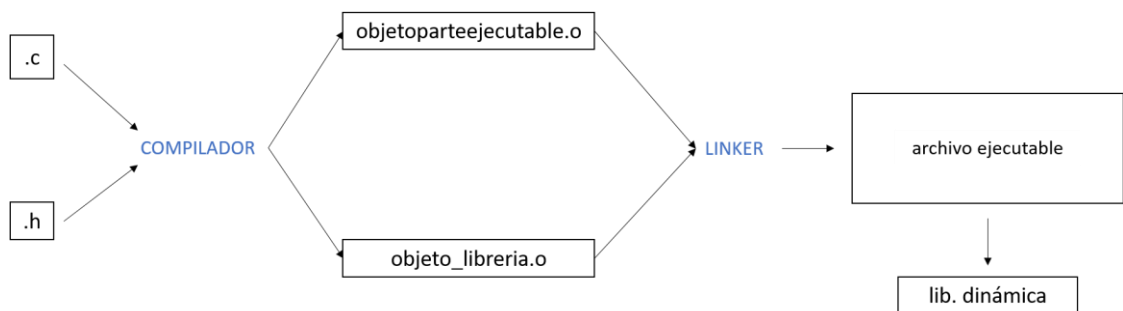 .c
.h
COMPILADOR
objetoparteejecutable.o
objeto_libreria.o
LINKER
archivo ejecutable
lib. dinámica